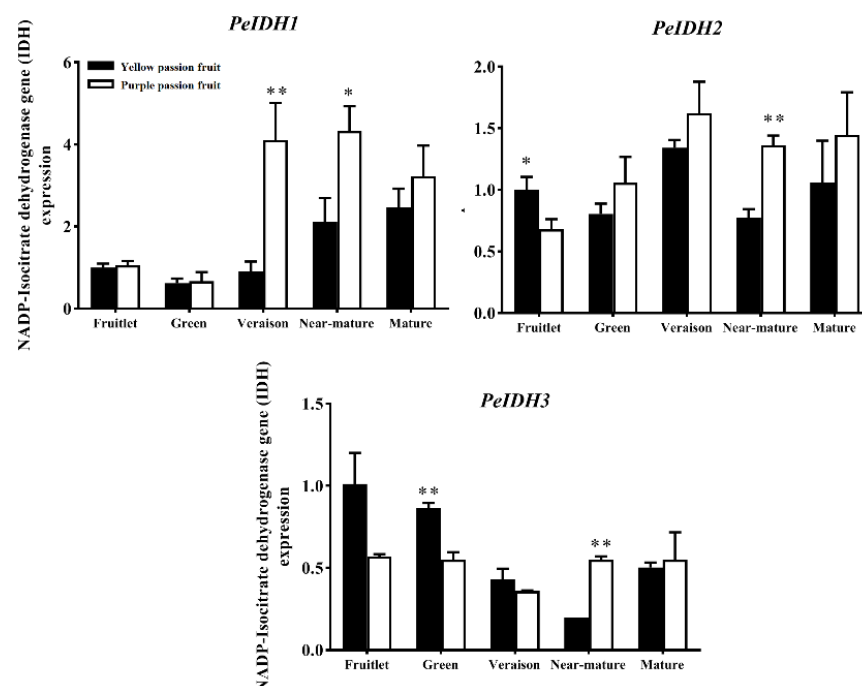 PeIDH1
NADP-Isocitrate dehydrogenase gene (IDH)
expression
6
4
2
0
Yellow passion fruit
Purple passion fruit
**
*
Fruitlet Green Veraison Near-mature Mature
PeIDH2
2.0
1.5
1.0
0.5
0.0
*
**
Fruitlet Green Veraison Near-mature Mature
PeIDH3
NADP-Isocitrate dehydrogenase gene (IDH)
expression
1.5
1.0
0.5
0.0
**
**
Fruitlet Green Veraison Near-mature Mature